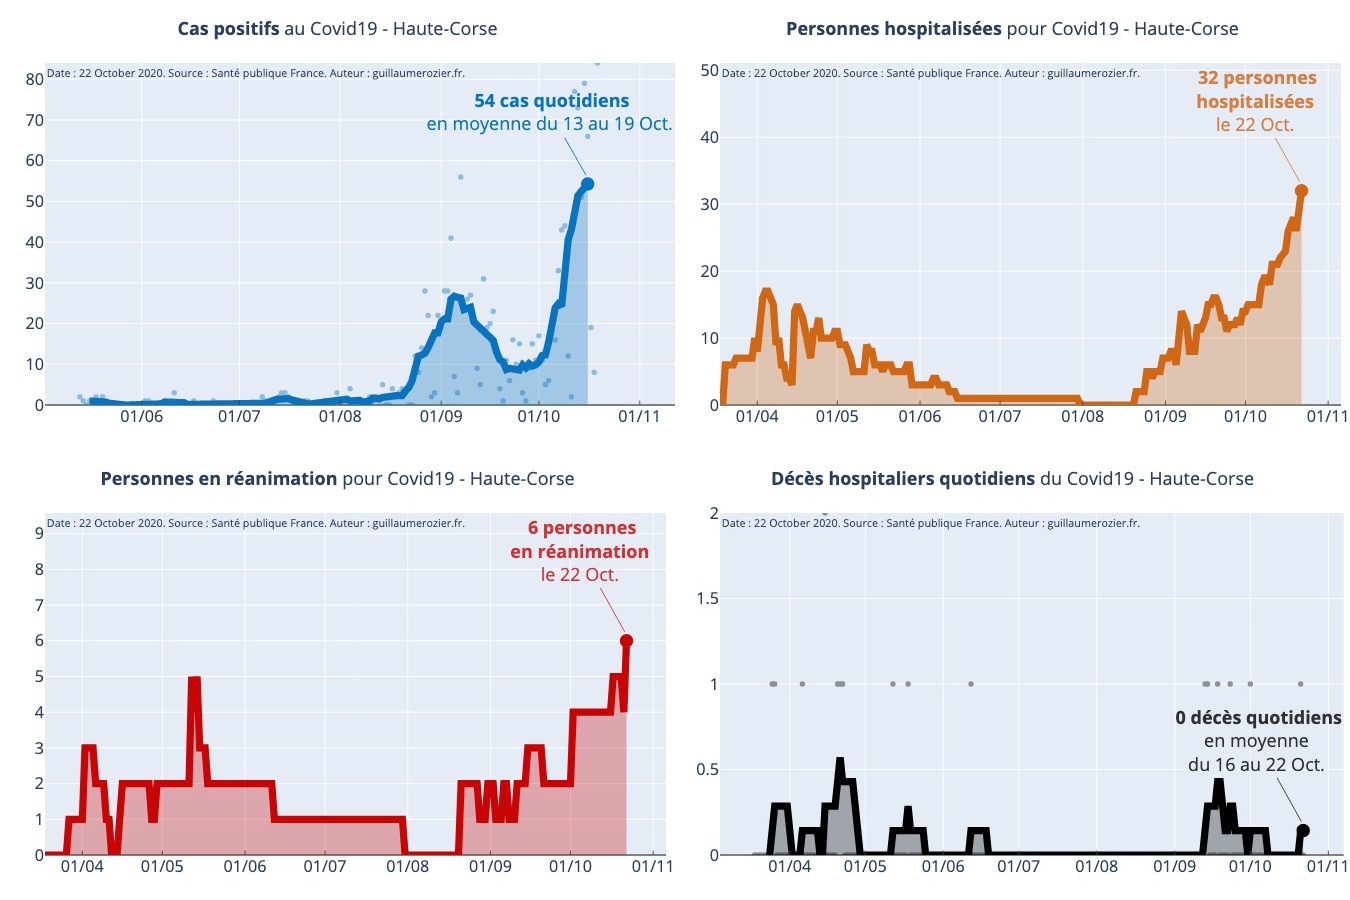 Cas positifs au Covid19 - Haute-Corse
Date : 22 October 2020. Source : Santé publique France. Auteur : guillaumerozier.fr.
54 cas quotidiens
en moyenne du 13 au 19 Oct.
80
70
60
50
40
30
20
10
0
01/06 01/07 01/08 01/09 01/10 01/11
Personnes hospitalisées pour Covid19 - Haute-Corse
Date : 22 October 2020. Source : Santé publique France. Auteur : guillaumerozier.fr.
32 personnes
hospitalisées
le 22 Oct.
50
40
30
20
10
0
01/04 01/05 01/06 01/07 01/08 01/09 01/10 01/11
Personnes en réanimation pour Covid19 - Haute-Corse
Date : 22 October 2020. Source : Santé publique France. Auteur : guillaumerozier.fr.
6 personnes
en réanimation
le 22 Oct.
9
8
7
6
5
4
3
2
1
0
01/04 01/05 01/06 01/07 01/08 01/09 01/10 01/11
Décès hospitaliers quotidiens du Covid19 - Haute-Corse
Date : 22 October 2020. Source : Santé publique France. Auteur : guillaumerozier.fr.
0 décès quotidiens
en moyenne
du 16 au 22 Oct.
2
1.5
1
0.5
0
01/04 01/05 01/06 01/07 01/08 01/09 01/10 01/11